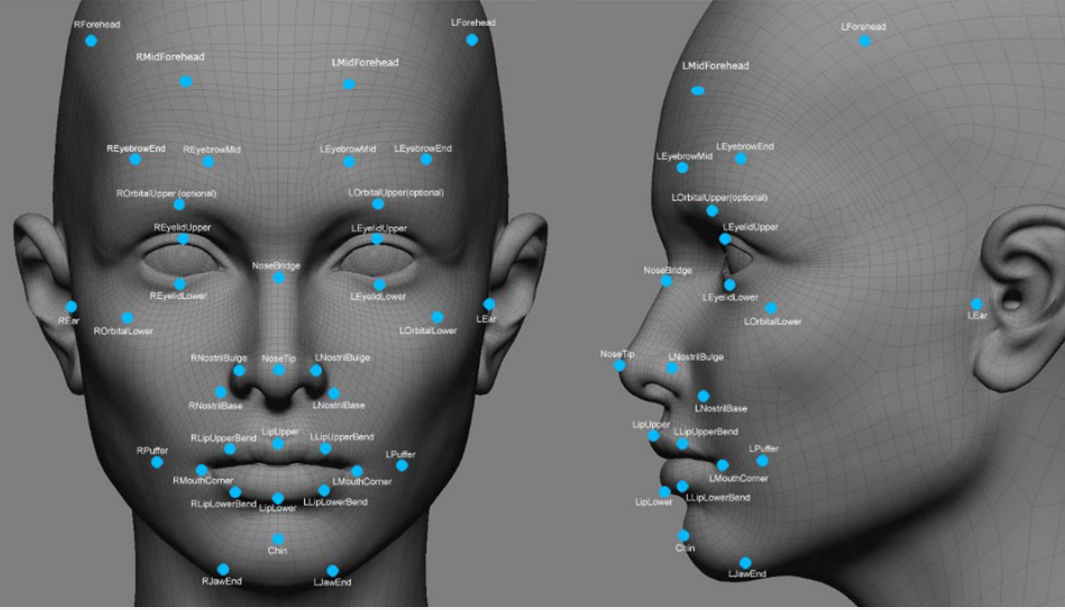 RForehead
LForehead
RMidForehead
LMidForehead
REyebrowEnd
REyebrowMid
LEyebrowMid
LEyebrowEnd
ROrbitalUpper (optional)
LOrbitalUpper(optional)
REyelidUpper
LEyelidUpper
NoseBridge
REyelidLower
LEyelidLower
REar
ROrbitalLower
LOrbitalLower
LEar
RNostrilBulge
NoseTip
LNostrilBulge
RNostrilBase
LNostrilBase
RLipUpperBend
LipUpper
LLipUpperBend
RPuffer
LPuffer
RMouthCorner
LMouthCorner
RLipLowerBend
LipLower
LLipLowerBend
Chin
RJawEnd
LJawEnd
LForehead
LMidForehead
LEyebrowMid
LEyebrowEnd
LOrbitalUpper(optional)
LEyelidUpper
NoseBridge
LEyelidLower
LOrbitalLower
LEar
NoseTip
LNostrilBulge
LNostrilBase
LipUpper
LLipUpperBend
LPuffer
LMouthCorner
LipLower
LLipLowerBend
Chin
LJawEnd